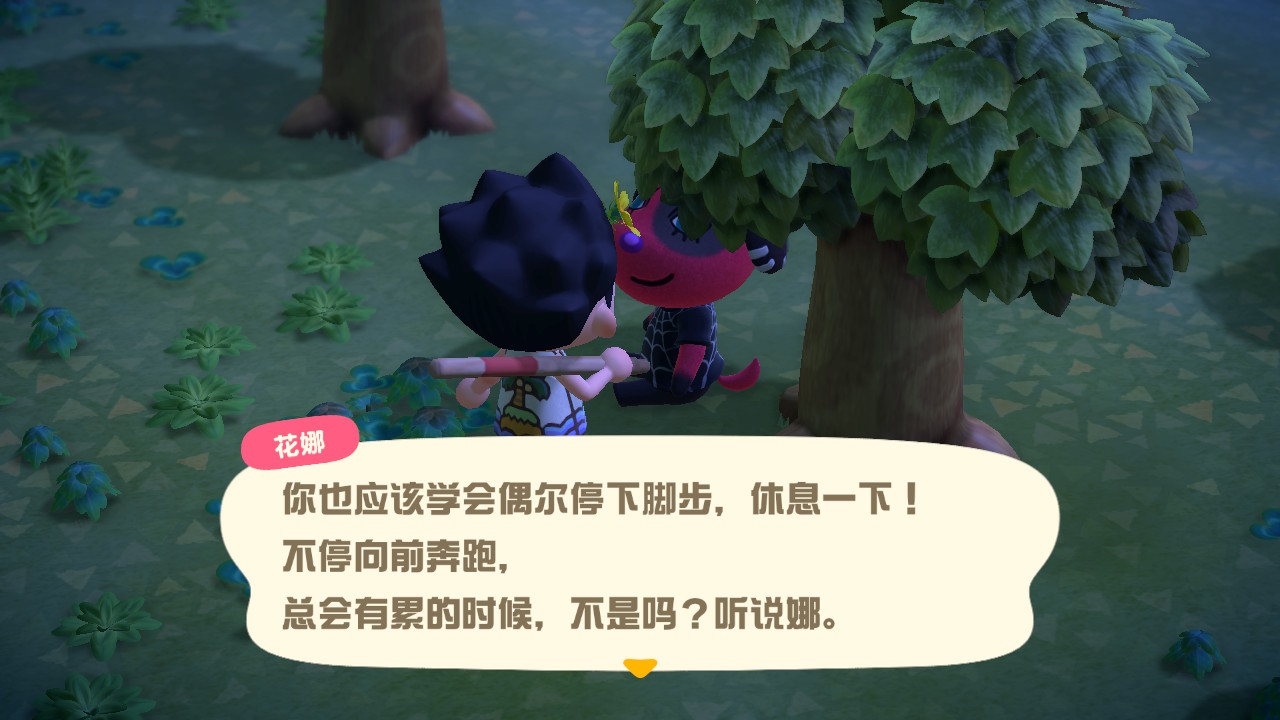 花娜
你也应该学会偶尔停下脚步，休息一下！
不停向前奔跑，
总会有累的时候，不是吗？听说娜。